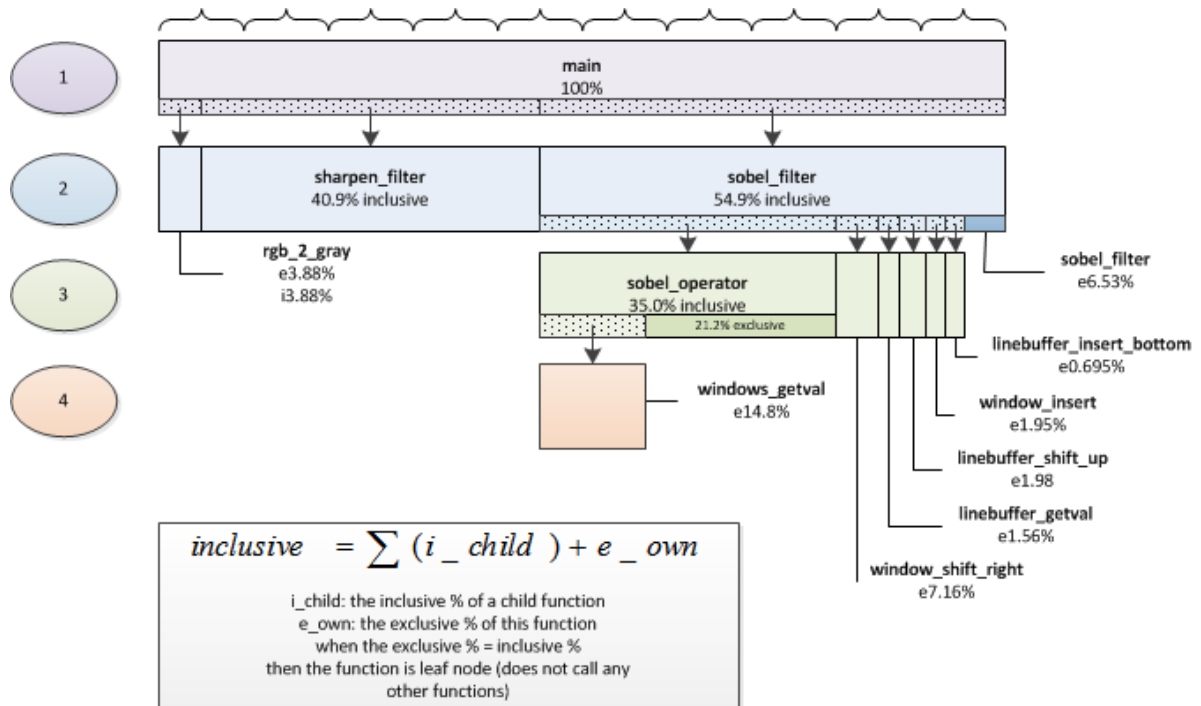 1
main
100%
2
sharpen_filter
40.9% inclusive
sobel_filter
54.9% inclusive
rgb_2_gray
e3.88%
i3.88%
sobel_filter
e6.53%
3
sobel_operator
35.0% inclusive
21.2% exclusive
linebuffer_insert_bottom
e0.695%
4
windows_getval
e14.8%
window_insert
e1.95%
linebuffer_shift_up
e1.98
linebuffer_getval
e1.56%
window_shift_right
e7.16%
inclusive = ∑ (i_child) + e_own
i_child: the inclusive % of a child function
e_own: the exclusive % of this function
when the exclusive % = inclusive %
then the function is leaf node (does not call any
other functions)